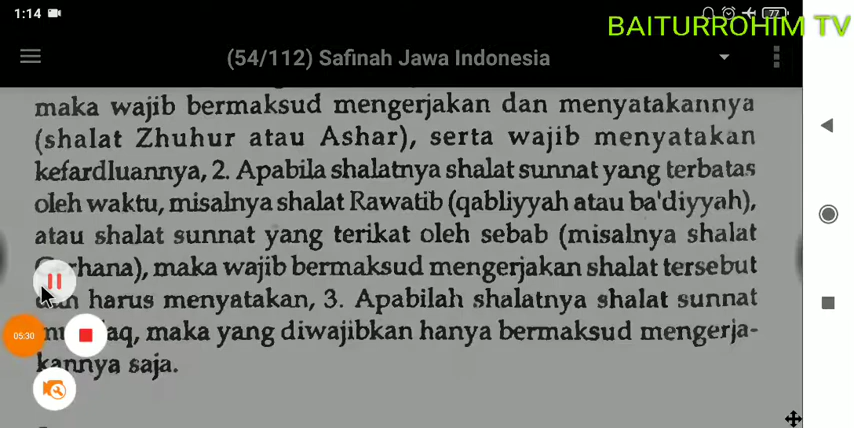 1:14
77
BAITURROHIM TV
(54/112) Safinah Jawa Indonesia
maka wajib bermaksud mengerjakan dan menyatakannya
(shalat Zhuhur atau Ashar), serta wajib menyatakan
kefardluannya, 2. Apabila shalatnya shalat sunnat yang terbatas
oleh waktu, misalnya shalat Rawatib (qabliyyah atau ba'diyyah),
atau shalat sunnat yang terikat oleh sebab (misalnya shalat
hana), maka wajib bermaksud mengerjakan shalat tersebut
harus menyatakan, 3. Apabilah shalatnya shalat sunnat
05:30
aq, maka yang diwajibkan hanya bermaksud mengerja-
kannya saja.